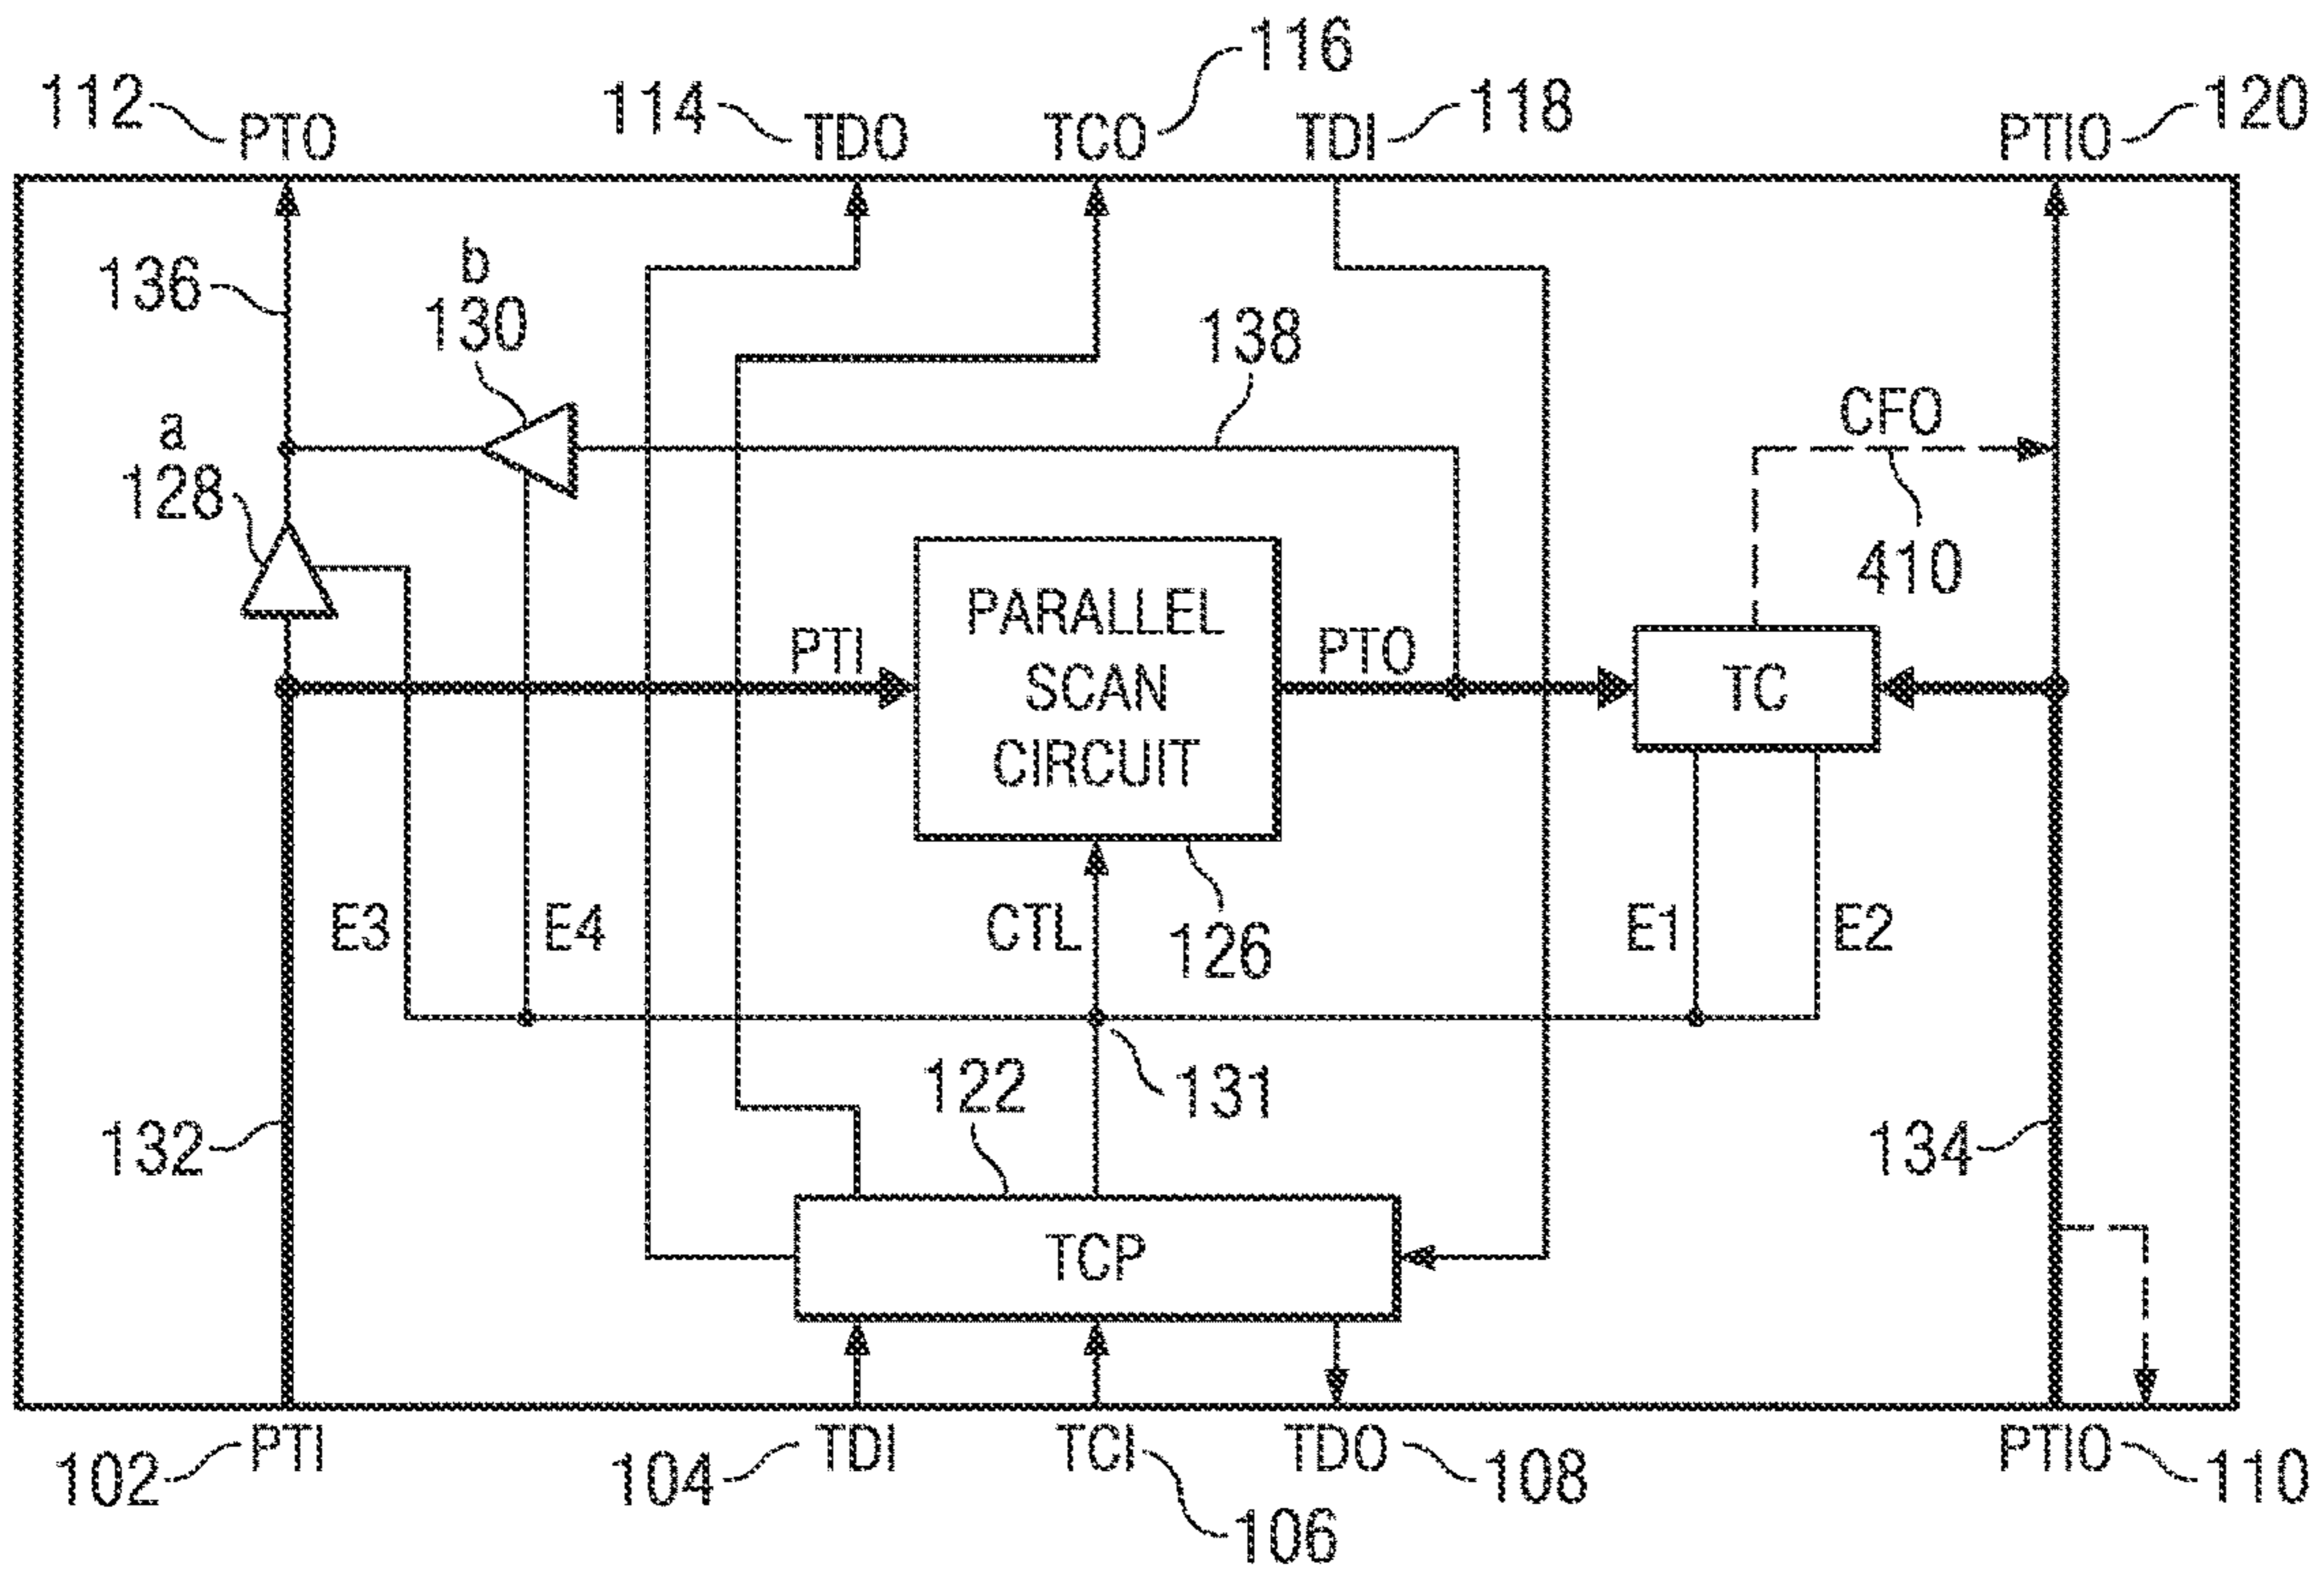 116
112 114 118 120
PTO TDO TCO TDI PTIO
b
136 130 138
a CFO
128 410
PTI PARALLEL PTO
SCAN TC
CIRCUIT
E3 E4 CTL 126 E1 E2
122 131
132 134
TCP
PTI TDI TCI TDO PTIO
102 104 108 110
106